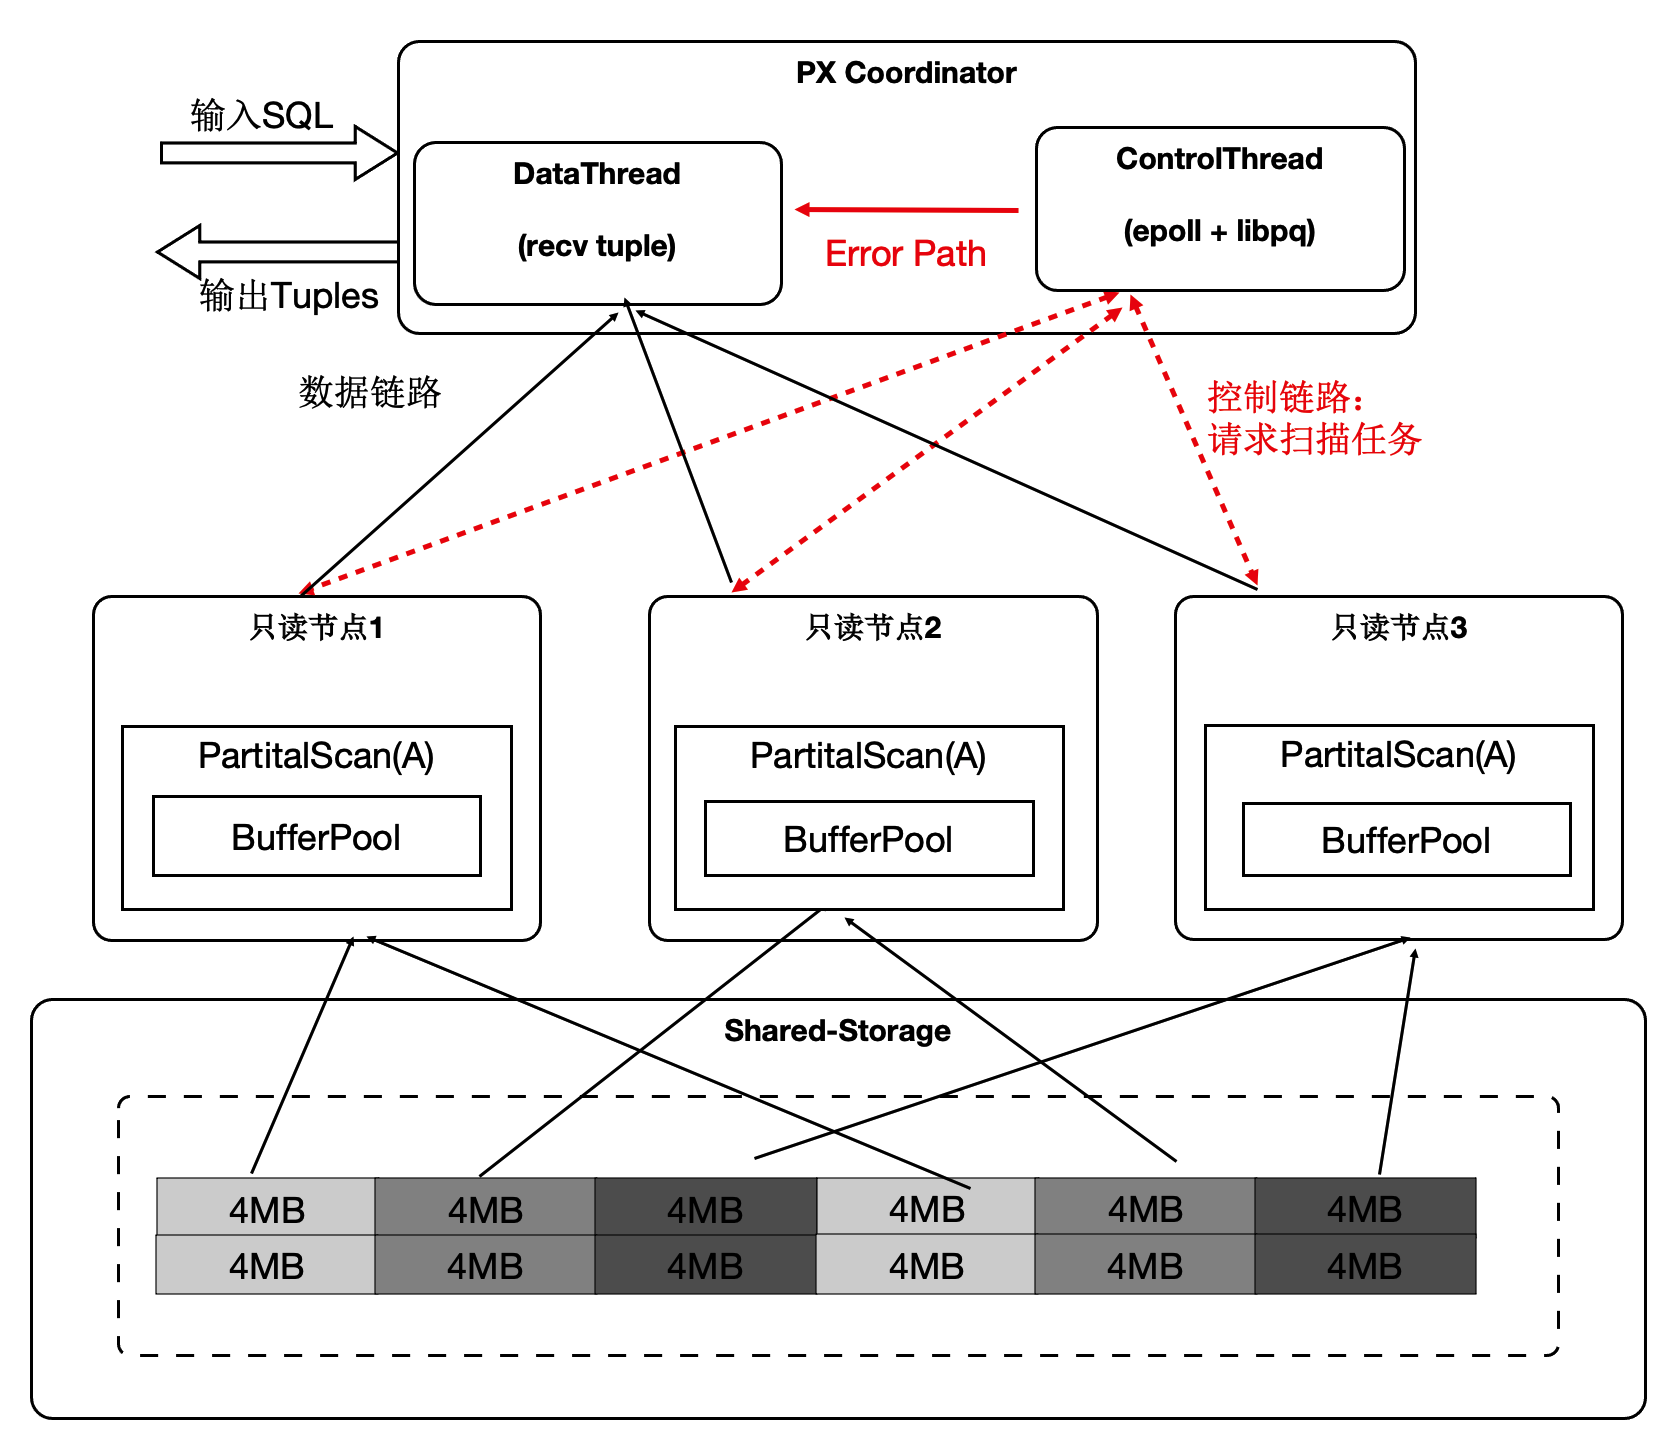 PX Coordinator
输入SQL
DataThread
(recv tuple)
ControlThread
(epoll + libpq)
Error Path
输出Tuples
数据链路
控制链路：
请求扫描任务
只读节点1
只读节点2
只读节点3
PartitalScan(A)
PartitalScan(A)
PartitalScan(A)
BufferPool
BufferPool
BufferPool
Shared-Storage
4MB 4MB 4MB 4MB 4MB 4MB
4MB 4MB 4MB 4MB 4MB 4MB